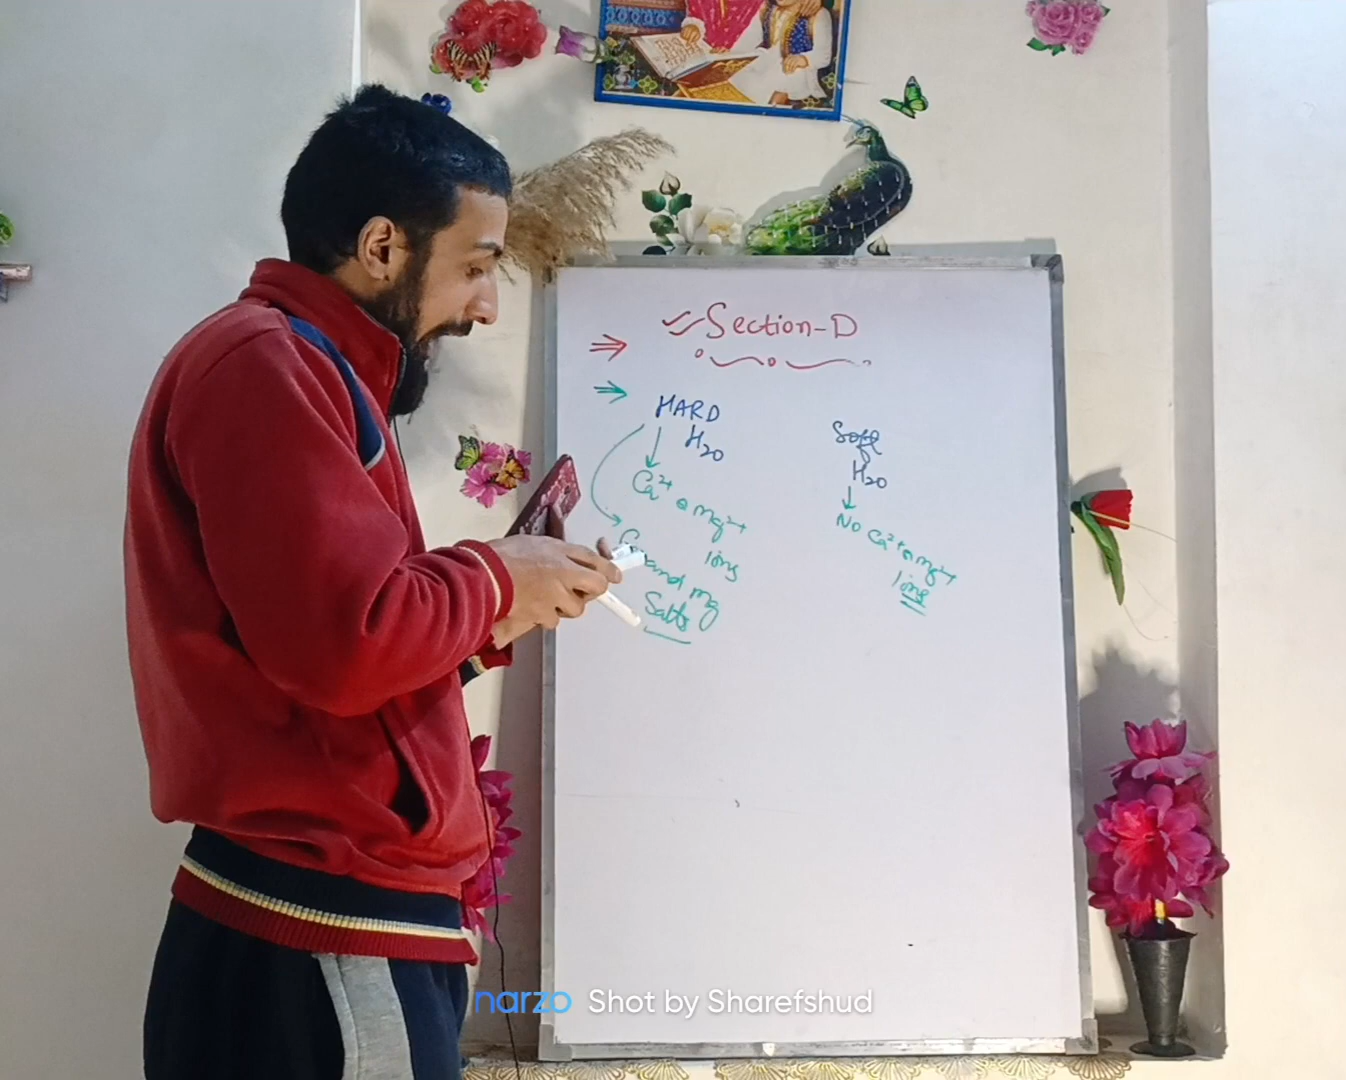 Section-D
HARD
H2O
Ca2+ & mg2+
ions
and mg
Salts
Soft
H2O
No Ca2+ & mg2+
ions
narzo Shot by Sharefshud